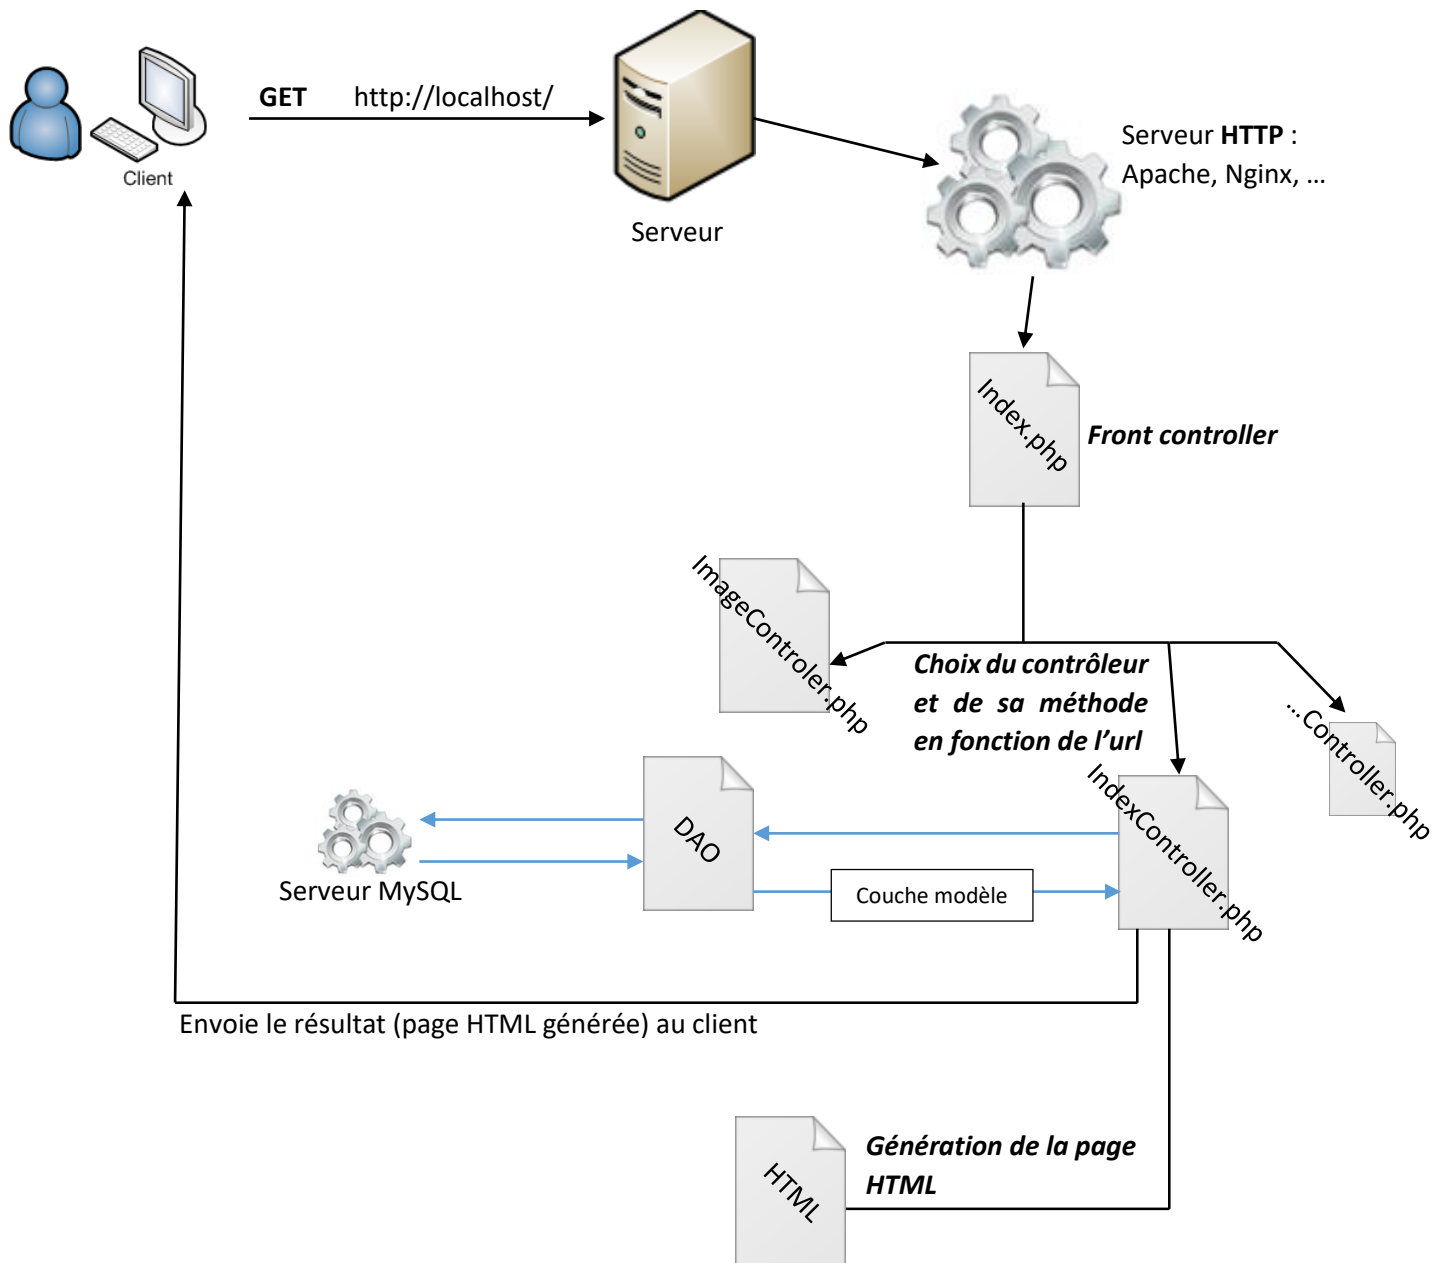 GET http://localhost/
Client
Serveur
Serveur HTTP :
Apache, Nginx, ...
Index.php
Front controller
ImageControler.php
Choix du contrôleur
et de sa méthode
en fonction de l’url
...Controller.php
IndexController.php
DAO
Serveur MySQL
Couche modèle
Envoie le résultat (page HTML générée) au client
Génération de la page
HTML
HTML